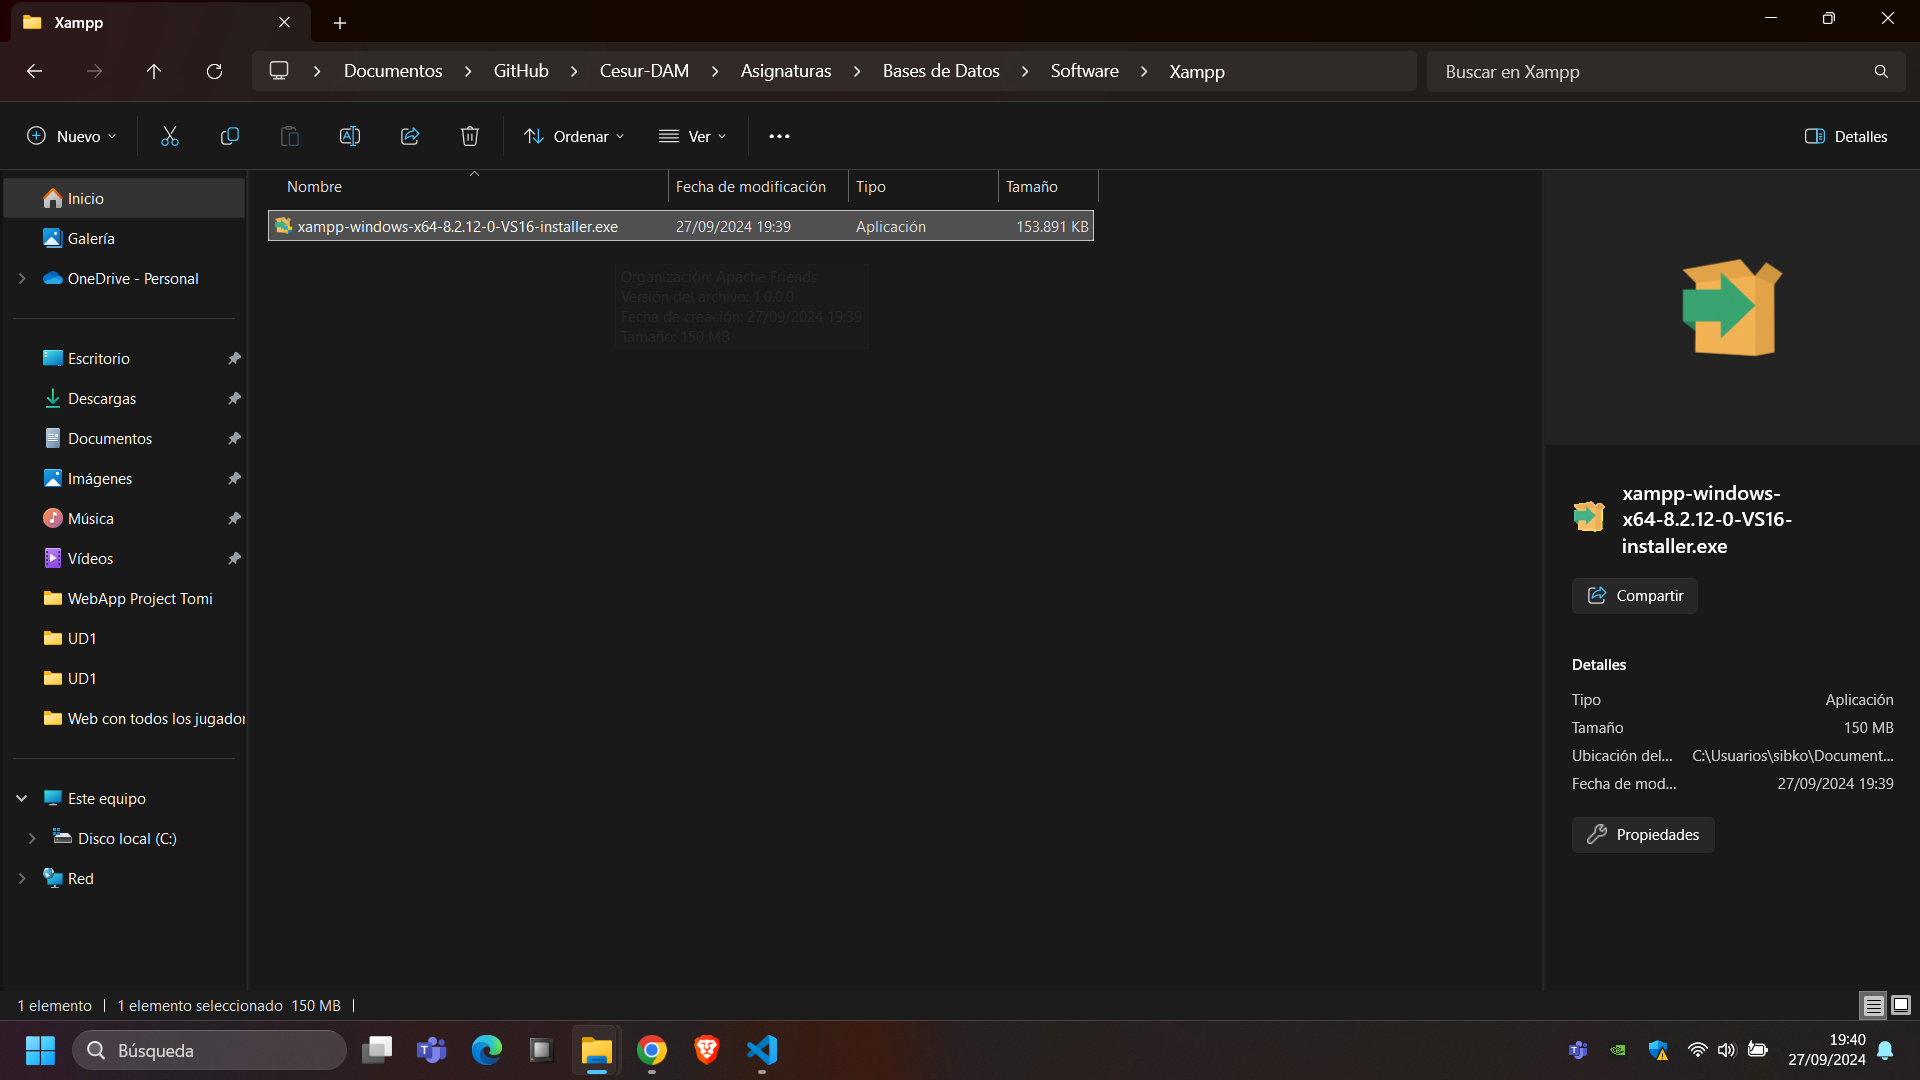 Xampp
Documentos > GitHub > Cesur-DAM > Asignaturas > Bases de Datos > Software > Xampp
Buscar en Xampp
Nuevo
Ordenar
Ver
Detalles
Nombre
Fecha de modificación
Tipo
Tamaño
xampp-windows-x64-8.2.12-0-VS16-installer.exe
27/09/2024 19:39
Aplicación
153.891 KB
Organización: Apache Friends
Versión del archivo: 1.0.0.0
Fecha de creación: 27/09/2024 19:39
Tamaño: 150 MB
Inicio
Galería
OneDrive - Personal
Escritorio
Descargas
Documentos
Imágenes
Música
Vídeos
WebApp Project Tomi
UD1
UD1
Web con todos los jugador
Este equipo
Disco local (C:)
Red
xampp-windows-
x64-8.2.12-0-VS16-
installer.exe
Compartir
Detalles
Tipo Aplicación
Tamaño 150 MB
Ubicación del... C:\Usuarios\sibko\Document...
Fecha de mod... 27/09/2024 19:39
Propiedades
1 elemento | 1 elemento seleccionado 150 MB |
Búsqueda
19:40
27/09/2024